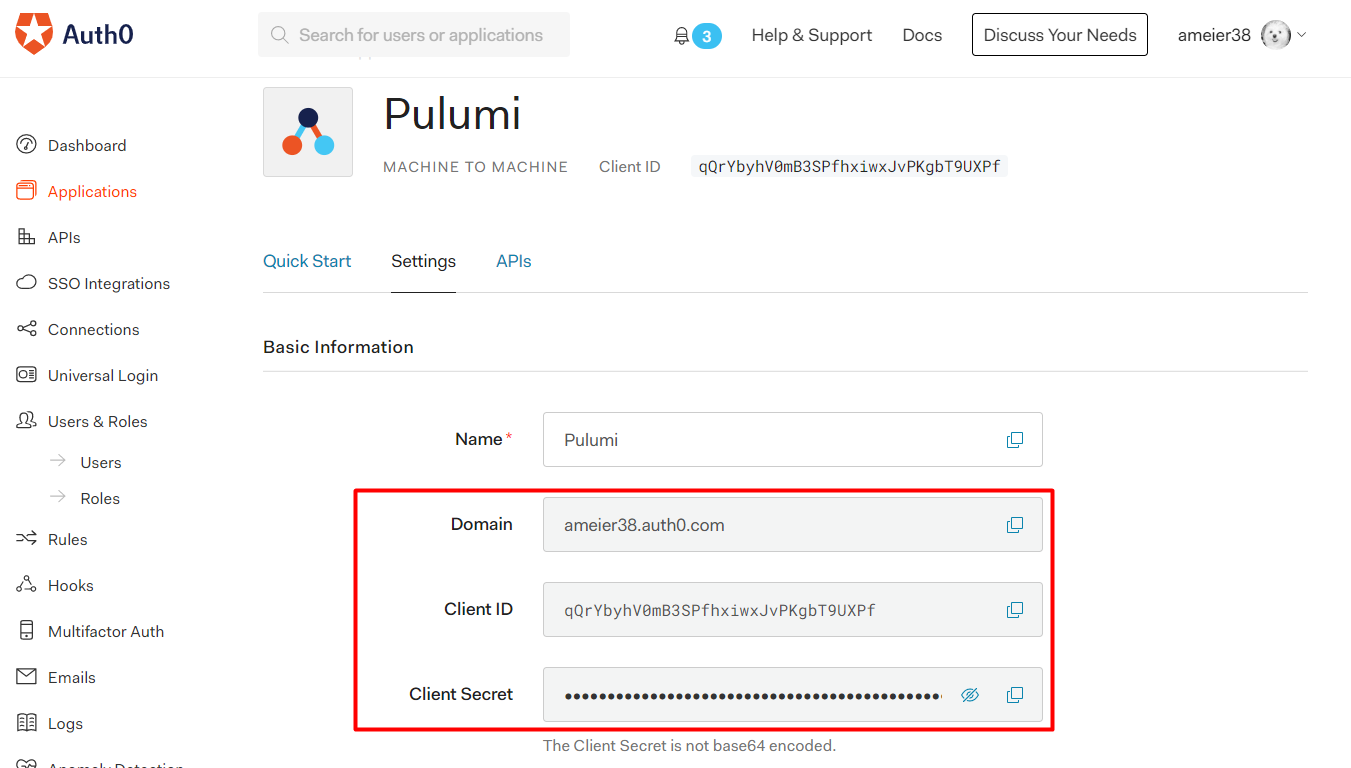 Auth0
Search for users or applications
3
Help & Support
Docs
Discuss Your Needs
ameier38
Dashboard
Applications
APIs
SSO Integrations
Connections
Universal Login
Users & Roles
Users
Roles
Rules
Hooks
Multifactor Auth
Emails
Logs
Anomaly Detection
Pulumi
MACHINE TO MACHINE
Client ID
qQrYbyhV0mB3SPfhxiwxJvPKgbT9UXPf
Quick Start
Settings
APIs
Basic Information
Name*
Pulumi
Domain
ameier38.auth0.com
Client ID
qQrYbyhV0mB3SPfhxiwxJvPKgbT9UXPf
Client Secret
The Client Secret is not base64 encoded.